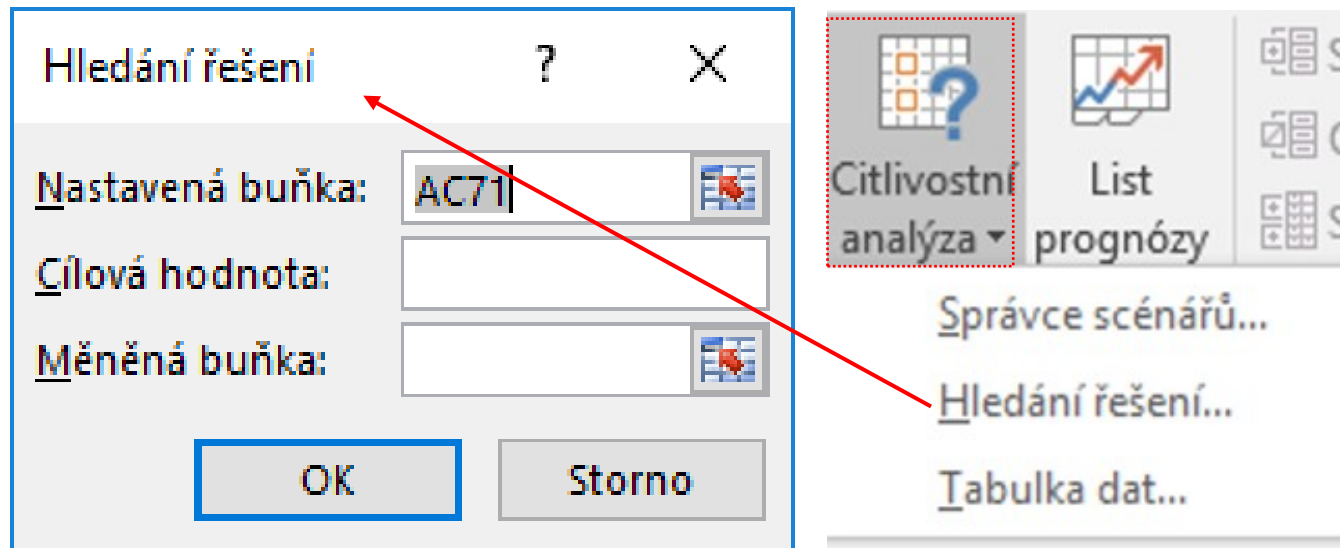 Hledání řešení
?
Nastavená buňka:
AC71
Cílová hodnota:
Měněná buňka:
OK
Storno
Citlivostní
analýza
List
prognózy
Správce scénářů...
Hledání řešení...
Tabulka dat...